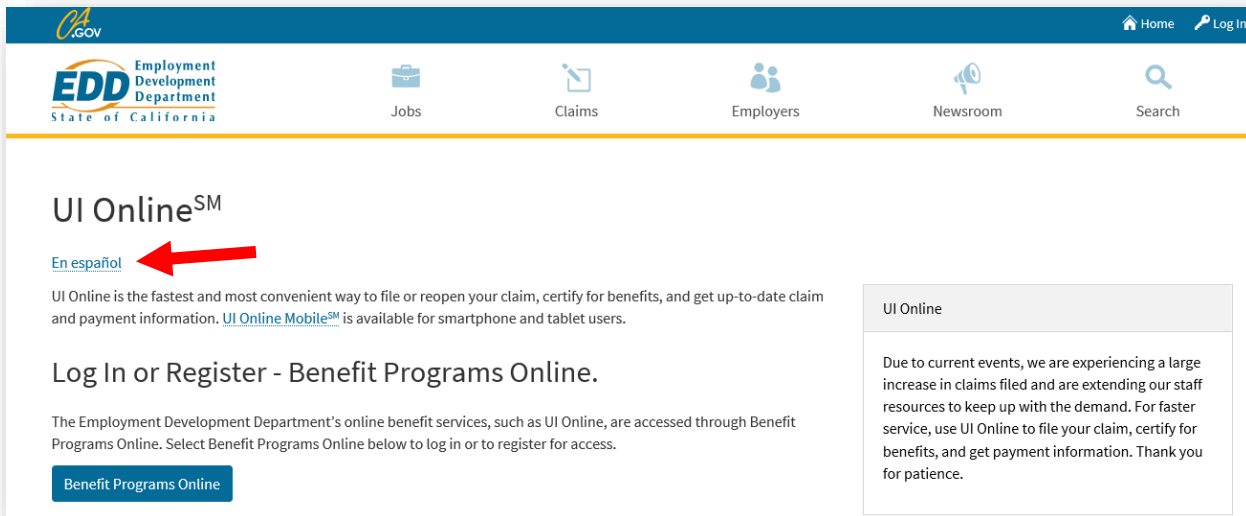 CA.GOV
Home
Log In
EDD Employment
Development
Department
State of California
Jobs
Claims
Employers
Newsroom
Search
UI Online℠
En español
UI Online is the fastest and most convenient way to file or reopen your claim, certify for benefits, and get up-to-date claim
and payment information. UI Online Mobile℠ is available for smartphone and tablet users.
Log In or Register - Benefit Programs Online.
The Employment Development Department’s online benefit services, such as UI Online, are accessed through Benefit
Programs Online. Select Benefit Programs Online below to log in or to register for access.
Benefit Programs Online
UI Online
Due to current events, we are experiencing a large
increase in claims filed and are extending our staff
resources to keep up with the demand. For faster
service, use UI Online to file your claim, certify for
benefits, and get payment information. Thank you
for patience.